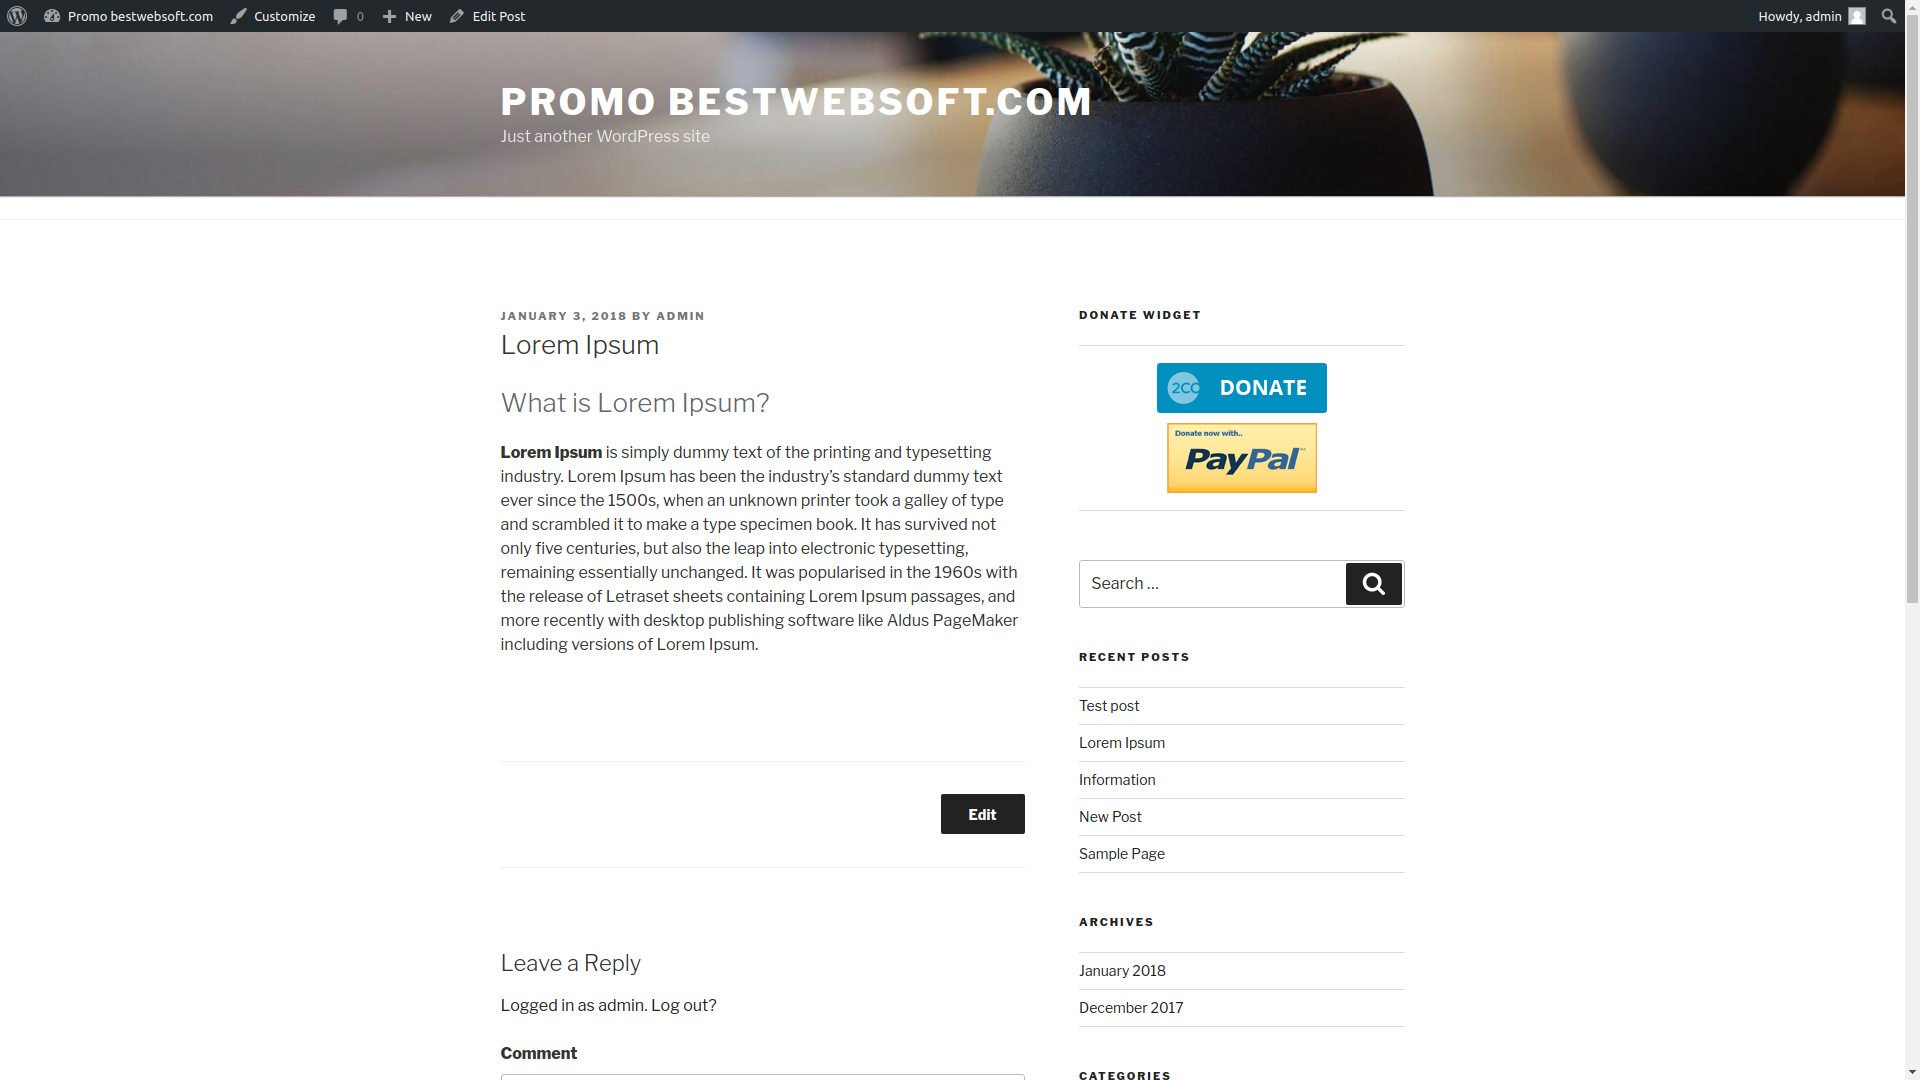 Promo bestwebsoft.com Customize 0 New Edit Post Howdy, admin
PROMO BESTWEBSOFT.COM
Just another WordPress site
JANUARY 3, 2018 BY ADMIN
Lorem Ipsum
What is Lorem Ipsum?
Lorem Ipsum is simply dummy text of the printing and typesetting
industry. Lorem Ipsum has been the industry’s standard dummy text
ever since the 1500s, when an unknown printer took a galley of type
and scrambled it to make a type specimen book. It has survived not
only five centuries, but also the leap into electronic typesetting,
remaining essentially unchanged. It was popularised in the 1960s with
the release of Letraset sheets containing Lorem Ipsum passages, and
more recently with desktop publishing software like Aldus PageMaker
including versions of Lorem Ipsum.
Edit
Leave a Reply
Logged in as admin. Log out?
Comment
DONATE WIDGET
2CO DONATE
Donate now with..
PayPal™
Search …
RECENT POSTS
Test post
Lorem Ipsum
Information
New Post
Sample Page
ARCHIVES
January 2018
December 2017
CATEGORIES